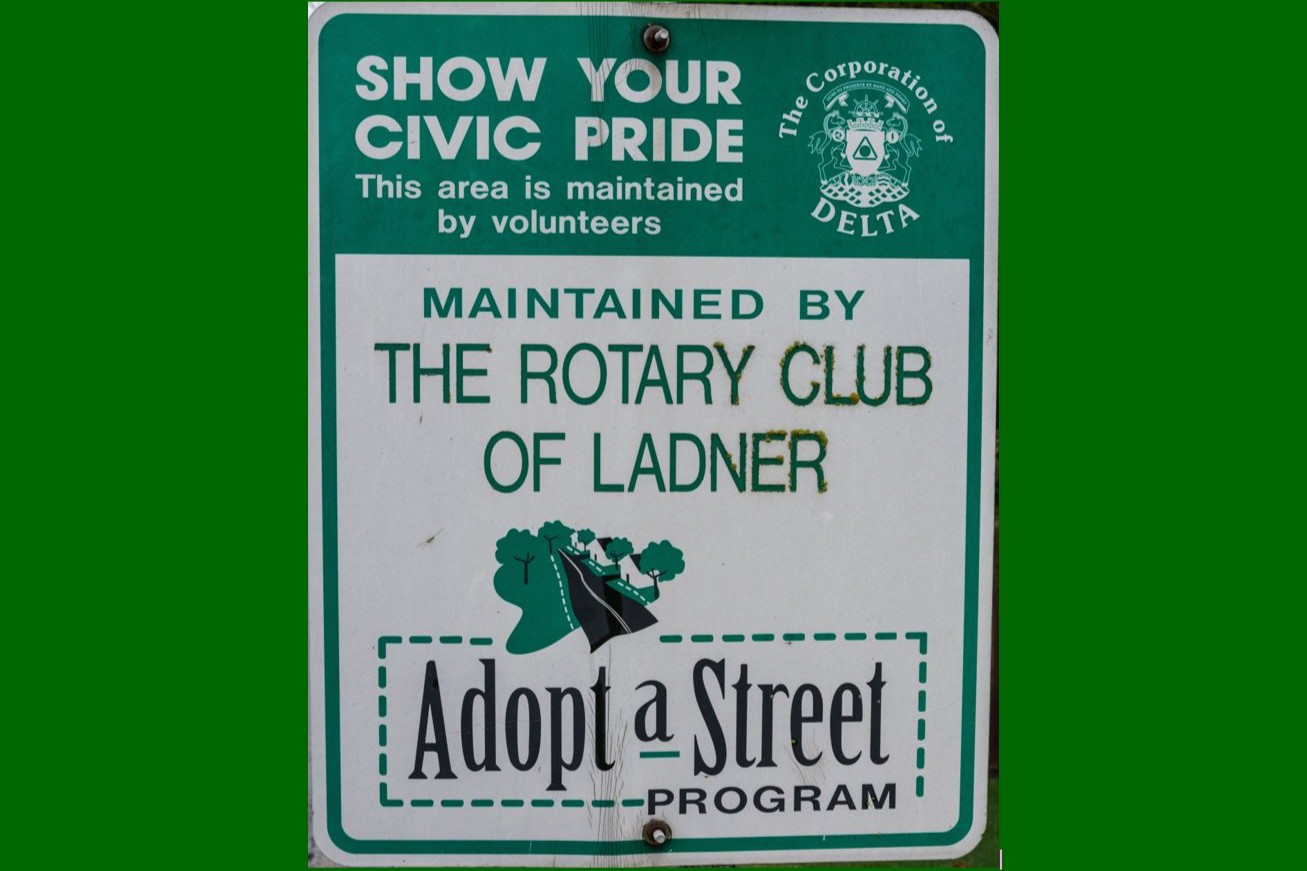 SHOW YOUR
CIVIC PRIDE
This area is maintained
by volunteers
The Corporation of
DELTA
MAINTAINED BY
THE ROTARY CLUB
OF LADNER
Adopt a Street
PROGRAM